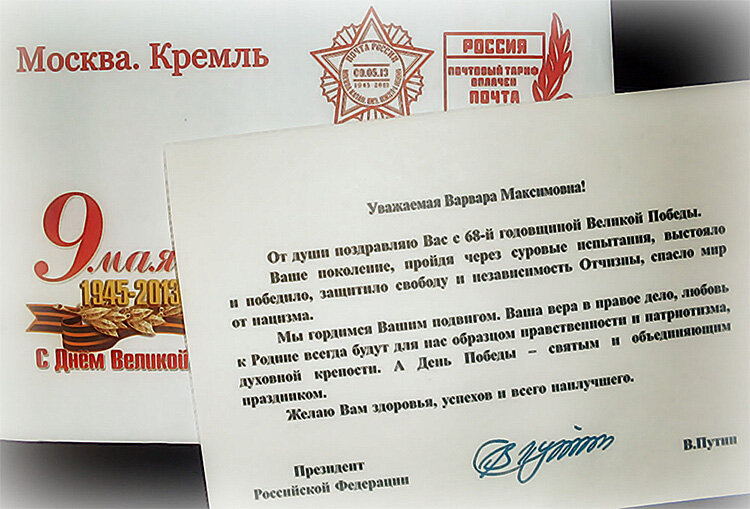 Москва. Кремль
ПОЧТА РОССИИ
09.05.13
РОССИЯ
ПОЧТОВЫЙ ТАРИФ
ОПЛАЧЕН
ПОЧТА
9 мая
1945-2013
С Днём Великой
Уважаемая Варвара Максимовна!
От души поздравляю Вас с 68-й годовщиной Великой Победы.
Ваше поколение, пройдя через суровые испытания, выстояло
и победило, защитило свободу и независимость Отчизны, спасло мир
от нацизма.
Мы гордимся Вашим подвигом. Ваша вера в правое дело, любовь
к Родине всегда будут для нас образцом нравственности и патриотизма,
духовной крепости. А День Победы – святым и объединяющим
праздником.
Желаю Вам здоровья, успехов и всего наилучшего.
Президент
Российской Федерации
В.Путин